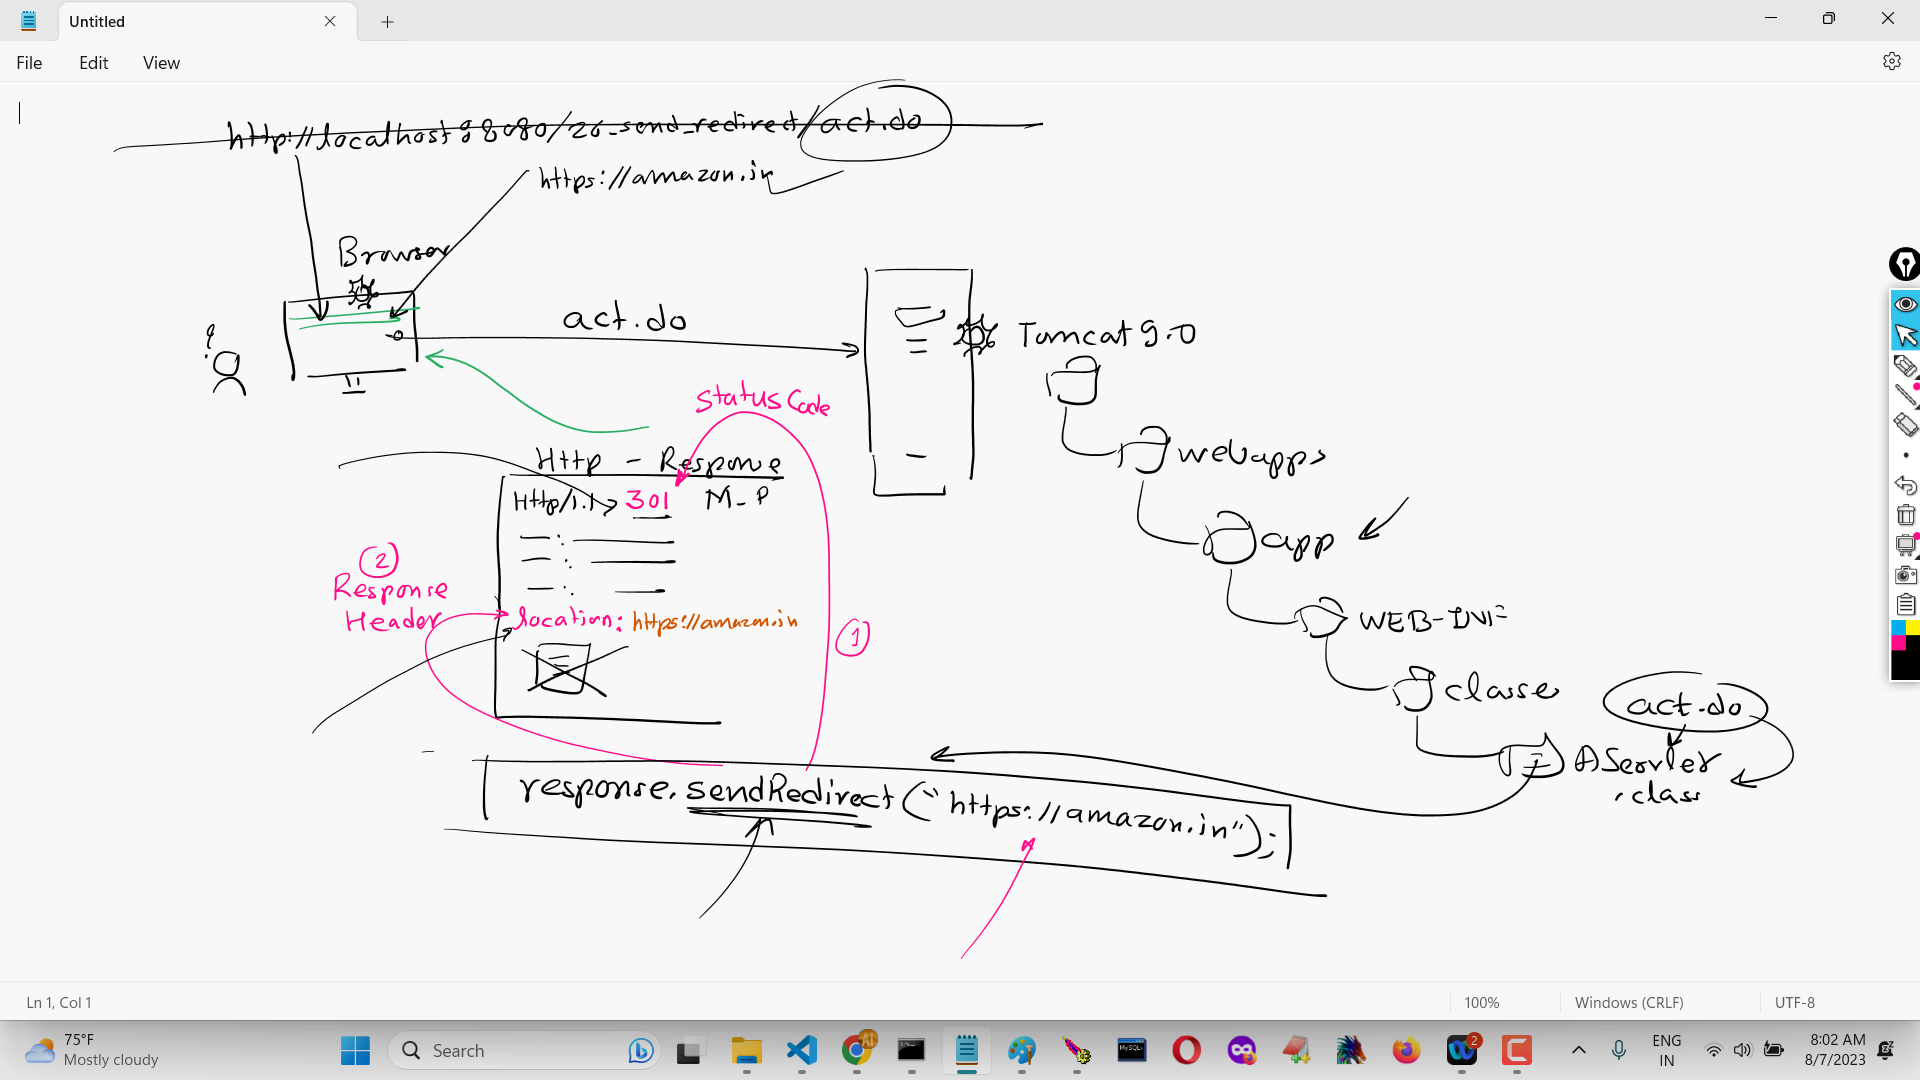 Untitled
File Edit View
http://localhost:8080/26_send_redirect/act.do
https://amazon.in
Browser
act.do
Tomcat 9.0
Status Code
webapps
Http - Response
Http/1.1 301 M_P
app
2
Response
Header
location: https://amazon.in
1
WEB-INF
classes
act.do
AServlet
.class
response.sendRedirect("https://amazon.in");
Ln 1, Col 1
100%
Windows (CRLF)
UTF-8
75°F
Mostly cloudy
Search
MySQL
2
ENG
IN
8:02 AM
8/7/2023